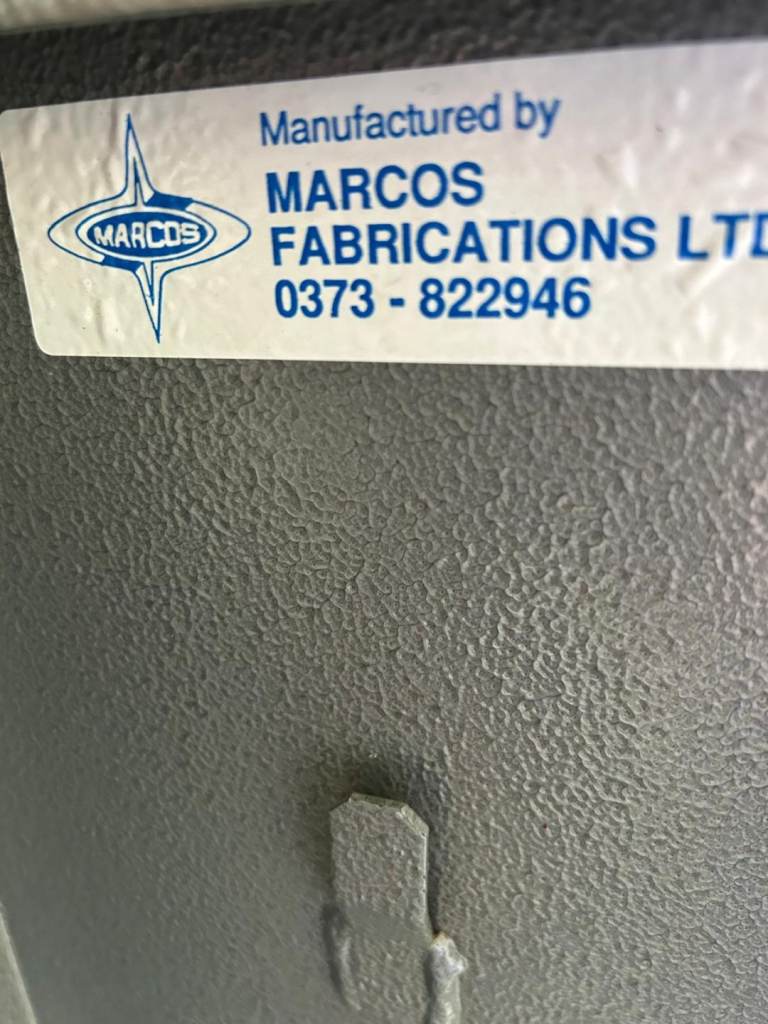 Manufactured by
MARCOS
MARCOS
FABRICATIONS LTD
0373 - 822946